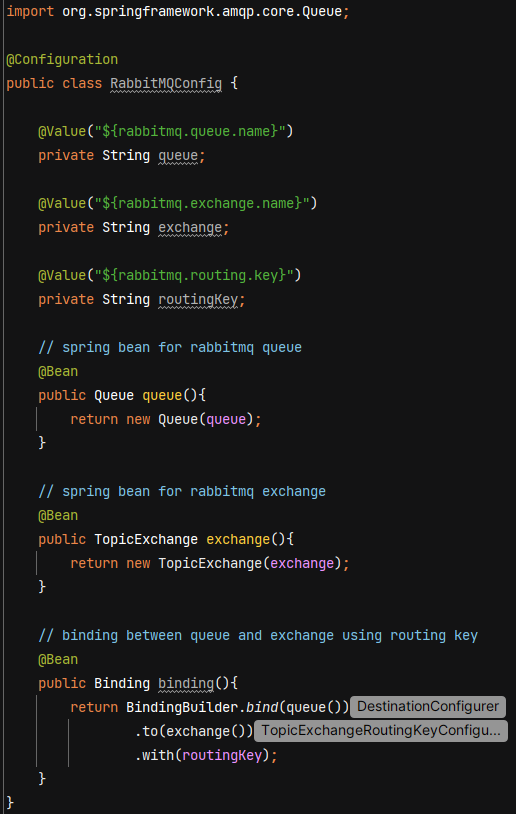 import org.springframework.amqp.core.Queue;
@Configuration
public class RabbitMQConfig {
@Value("${rabbitmq.queue.name}")
private String queue;
@Value("${rabbitmq.exchange.name}")
private String exchange;
@Value("${rabbitmq.routing.key}")
private String routingKey;
// spring bean for rabbitmq queue
@Bean
public Queue queue(){
return new Queue(queue);
}
// spring bean for rabbitmq exchange
@Bean
public TopicExchange exchange(){
return new TopicExchange(exchange);
}
// binding between queue and exchange using routing key
@Bean
public Binding binding(){
return BindingBuilder.bind(queue()) DestinationConfigurer
.to(exchange()) TopicExchangeRoutingKeyConfigu...
.with(routingKey);
}
}